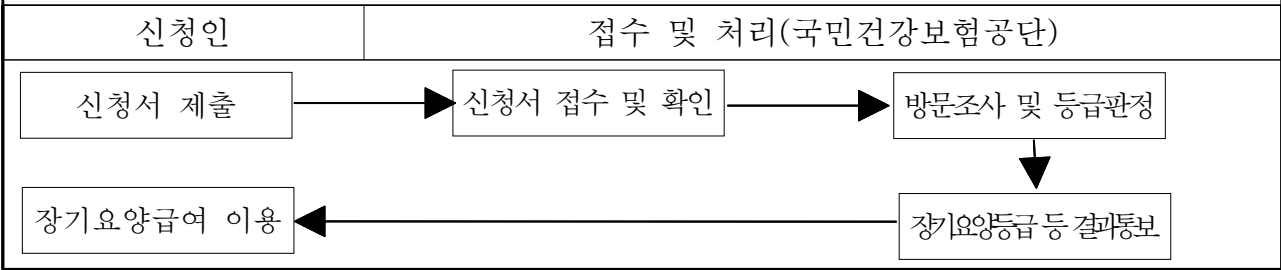 신청인
접수 및 처리(국민건강보험공단)
신청서 제출
신청서 접수 및 확인
방문조사 및 등급판정
장기요양급여 이용
장기요양등급 등 결과통보